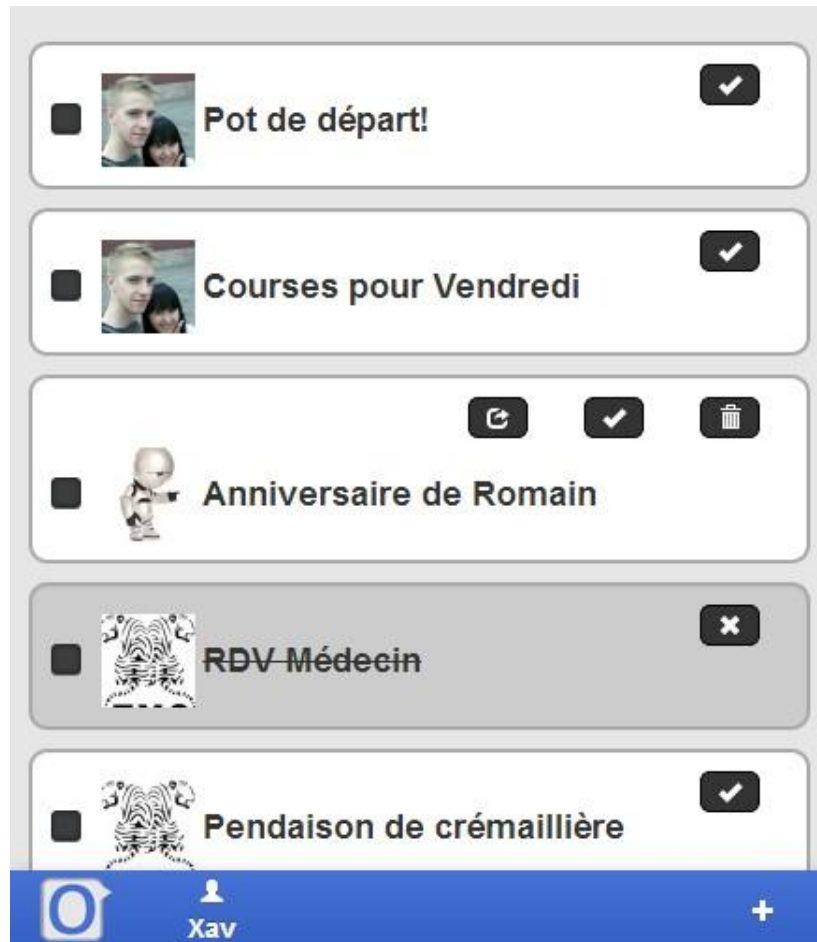 Pot de départ!
Courses pour Vendredi
Anniversaire de Romain
RDV Médecin
Pendaison de crémaillière
O
Xav